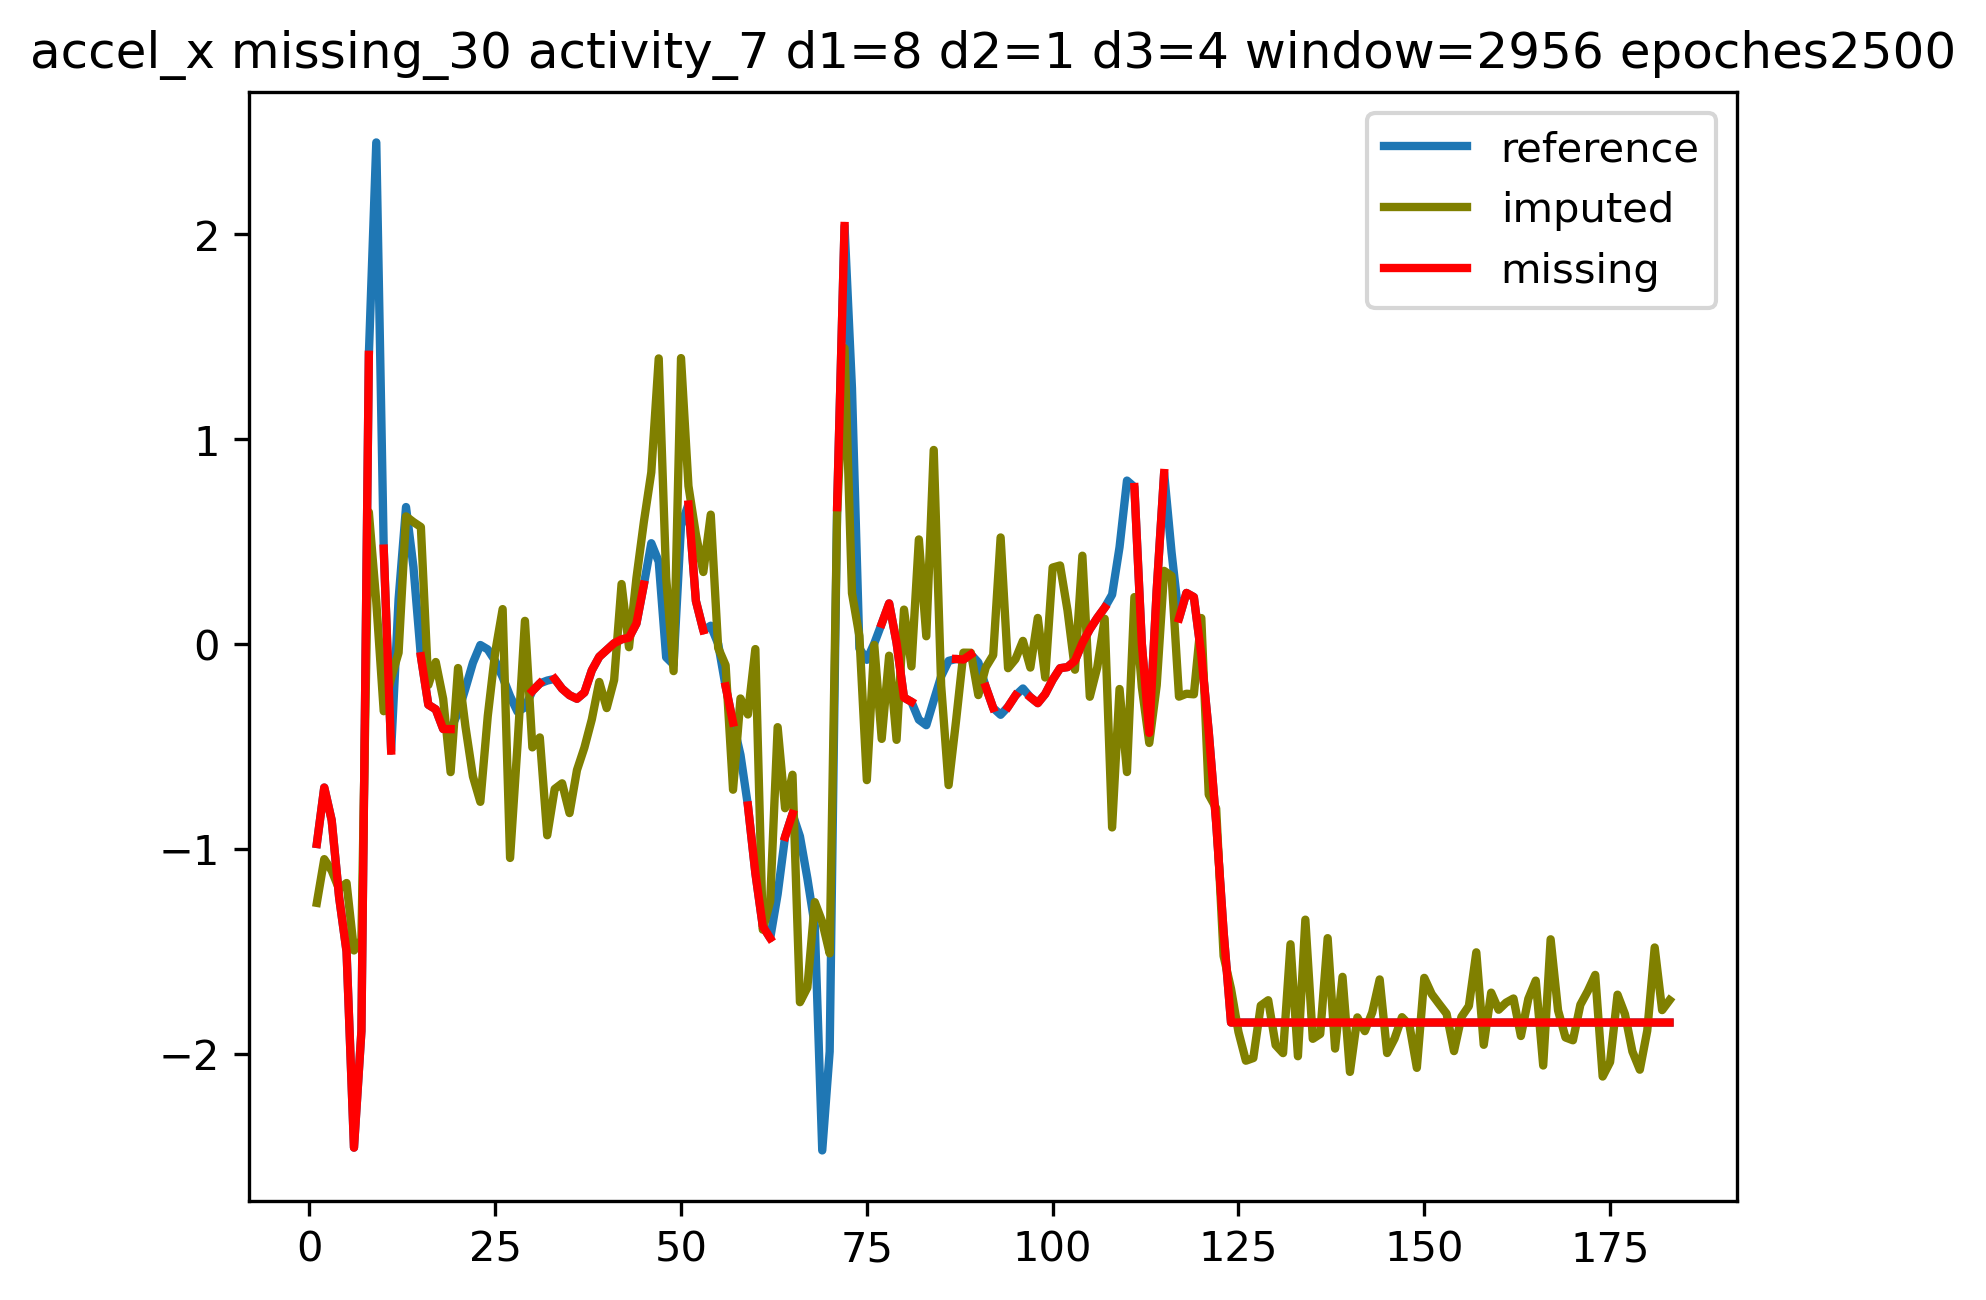 accel_x missing_30 activity_7 d1=8 d2=1 d3=4 window=2956 epoches2500
reference
imputed
missing
2
1
0
−1
−2
0 25 50 75 100 125 150 175